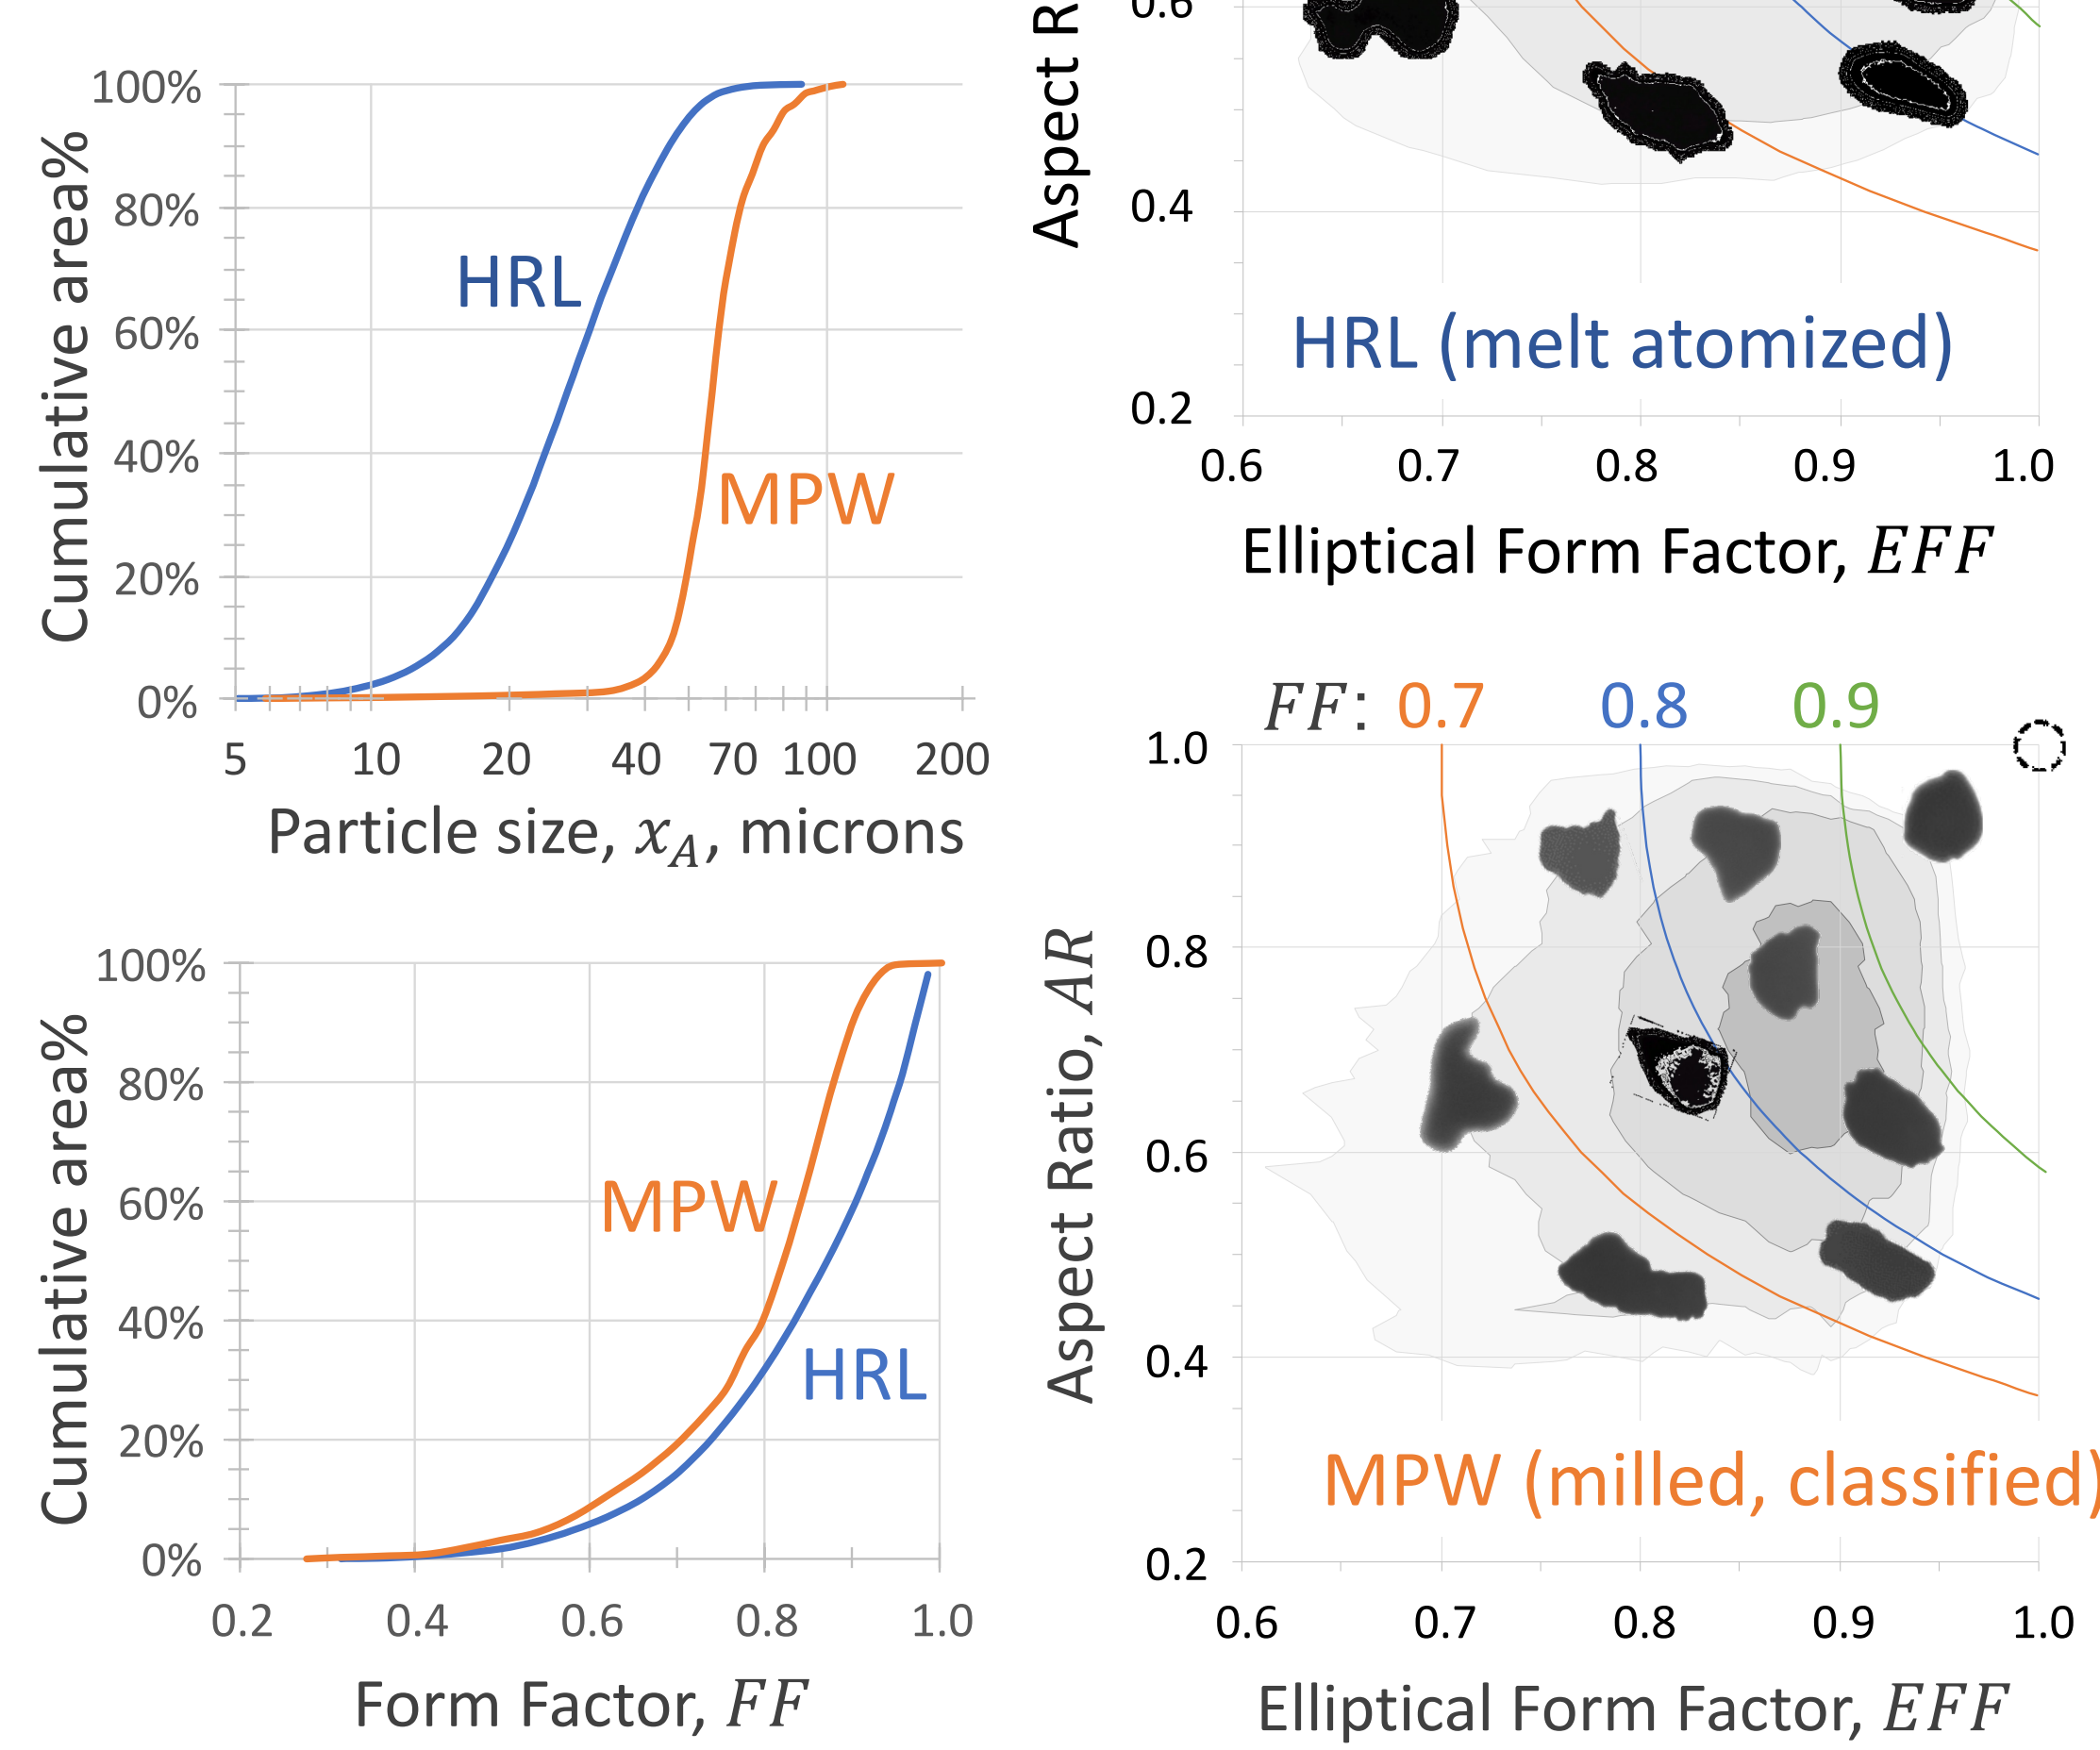 100%
80%
60%
40%
20%
0%
Cumulative area%
HRL
MPW
5 10 20 40 70 100 200
Particle size, xA, microns
100%
80%
60%
40%
20%
0%
Cumulative area%
MPW
HRL
0.2 0.4 0.6 0.8 1.0
Form Factor, FF
0.6
0.4
0.2
Aspect R
HRL (melt atomized)
0.6 0.7 0.8 0.9 1.0
Elliptical Form Factor, EFF
FF: 0.7 0.8 0.9
1.0
0.8
0.6
0.4
0.2
Aspect Ratio, AR
MPW (milled, classified)
0.6 0.7 0.8 0.9 1.0
Elliptical Form Factor, EFF